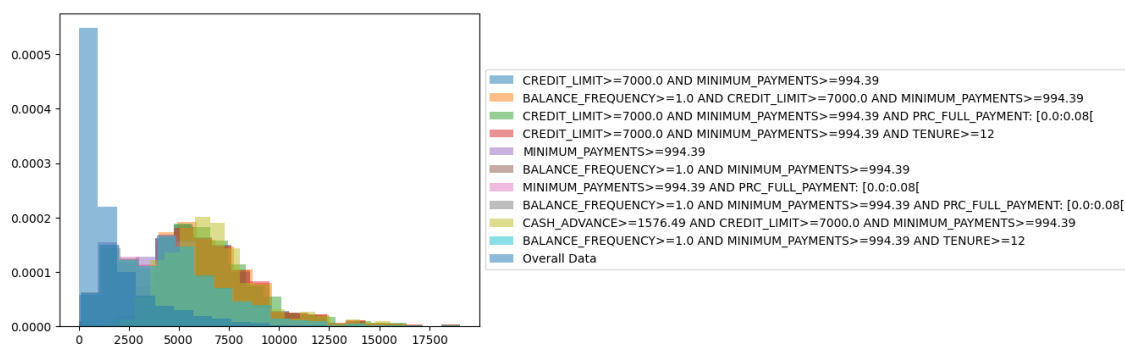 0.0005
0.0004
0.0003
0.0002
0.0001
0.0000
0 2500 5000 7500 10000 12500 15000 17500
CREDIT_LIMIT>=7000.0 AND MINIMUM_PAYMENTS>=994.39
BALANCE_FREQUENCY>=1.0 AND CREDIT_LIMIT>=7000.0 AND MINIMUM_PAYMENTS>=994.39
CREDIT_LIMIT>=7000.0 AND MINIMUM_PAYMENTS>=994.39 AND PRC_FULL_PAYMENT: [0.0:0.08[
CREDIT_LIMIT>=7000.0 AND MINIMUM_PAYMENTS>=994.39 AND TENURE>=12
MINIMUM_PAYMENTS>=994.39
BALANCE_FREQUENCY>=1.0 AND MINIMUM_PAYMENTS>=994.39
MINIMUM_PAYMENTS>=994.39 AND PRC_FULL_PAYMENT: [0.0:0.08[
BALANCE_FREQUENCY>=1.0 AND MINIMUM_PAYMENTS>=994.39 AND PRC_FULL_PAYMENT: [0.0:0.08[
CASH_ADVANCE>=1576.49 AND CREDIT_LIMIT>=7000.0 AND MINIMUM_PAYMENTS>=994.39
BALANCE_FREQUENCY>=1.0 AND MINIMUM_PAYMENTS>=994.39 AND TENURE>=12
Overall Data